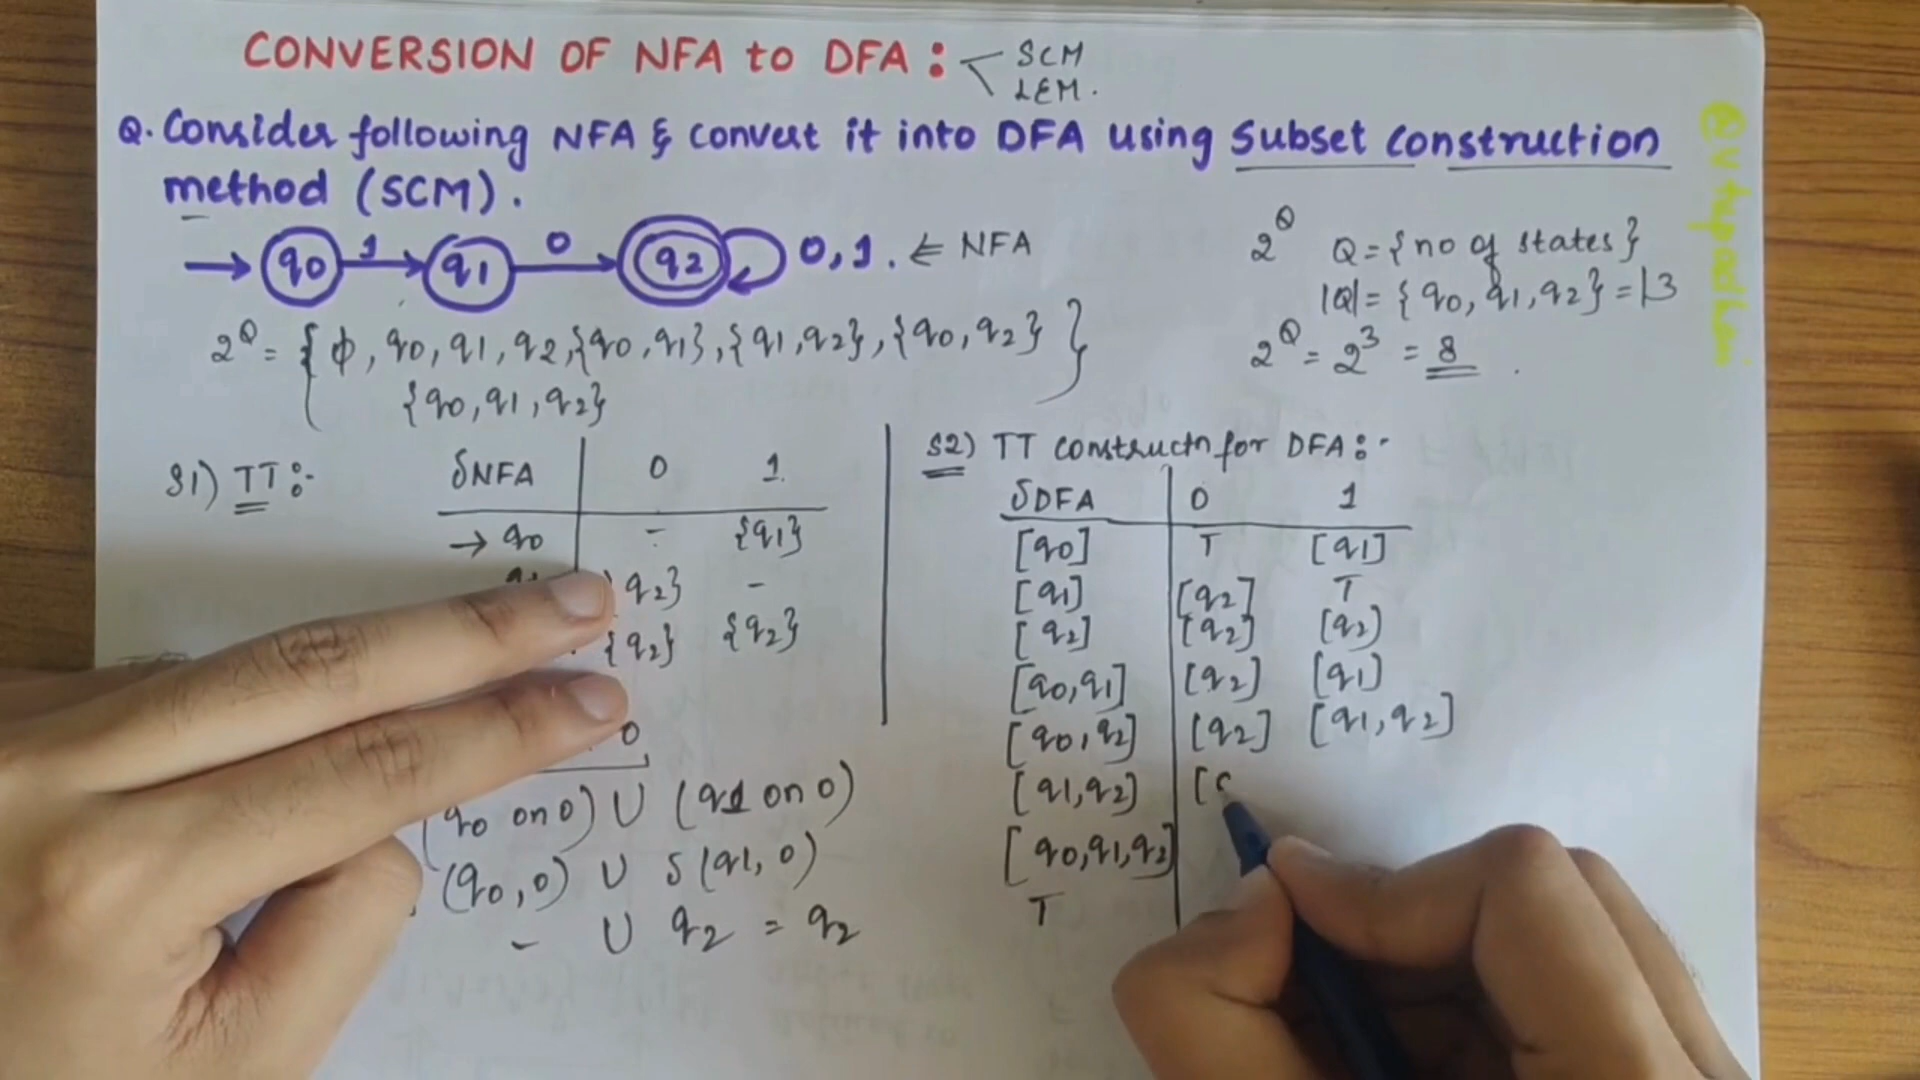 CONVERSION OF NFA to DFA : SCM
LEM.
Q. Consider following NFA & convert it into DFA using Subset construction
method (SCM).
q0 1 q1 0 q2 0,1. ⇐ NFA
2^Q Q = {no of states}
|Q| = {q0, q1, q2} = |3
2^Q = 2^3 = 8
2^Q = {ϕ, q0, q1, q2, {q0,q1}, {q1,q2}, {q0,q2} }
{q0, q1, q2}
S1) TT :-
δNFA 0 1
→ q0 - {q1}
{q2} -
{q2} {q2}
0
(q0 on 0) U (q1 on 0)
(q0,0) U δ(q1, 0)
- U q2 = q2
S2) TT constructn for DFA :-
δDFA 0 1
[q0] T [q1]
[q1] [q2] T
[q2] [q2] [q2]
[q0,q1] [q2] [q1]
[q0,q2] [q2] [q1,q2]
[q1,q2] [
[q0,q1,q2]
T